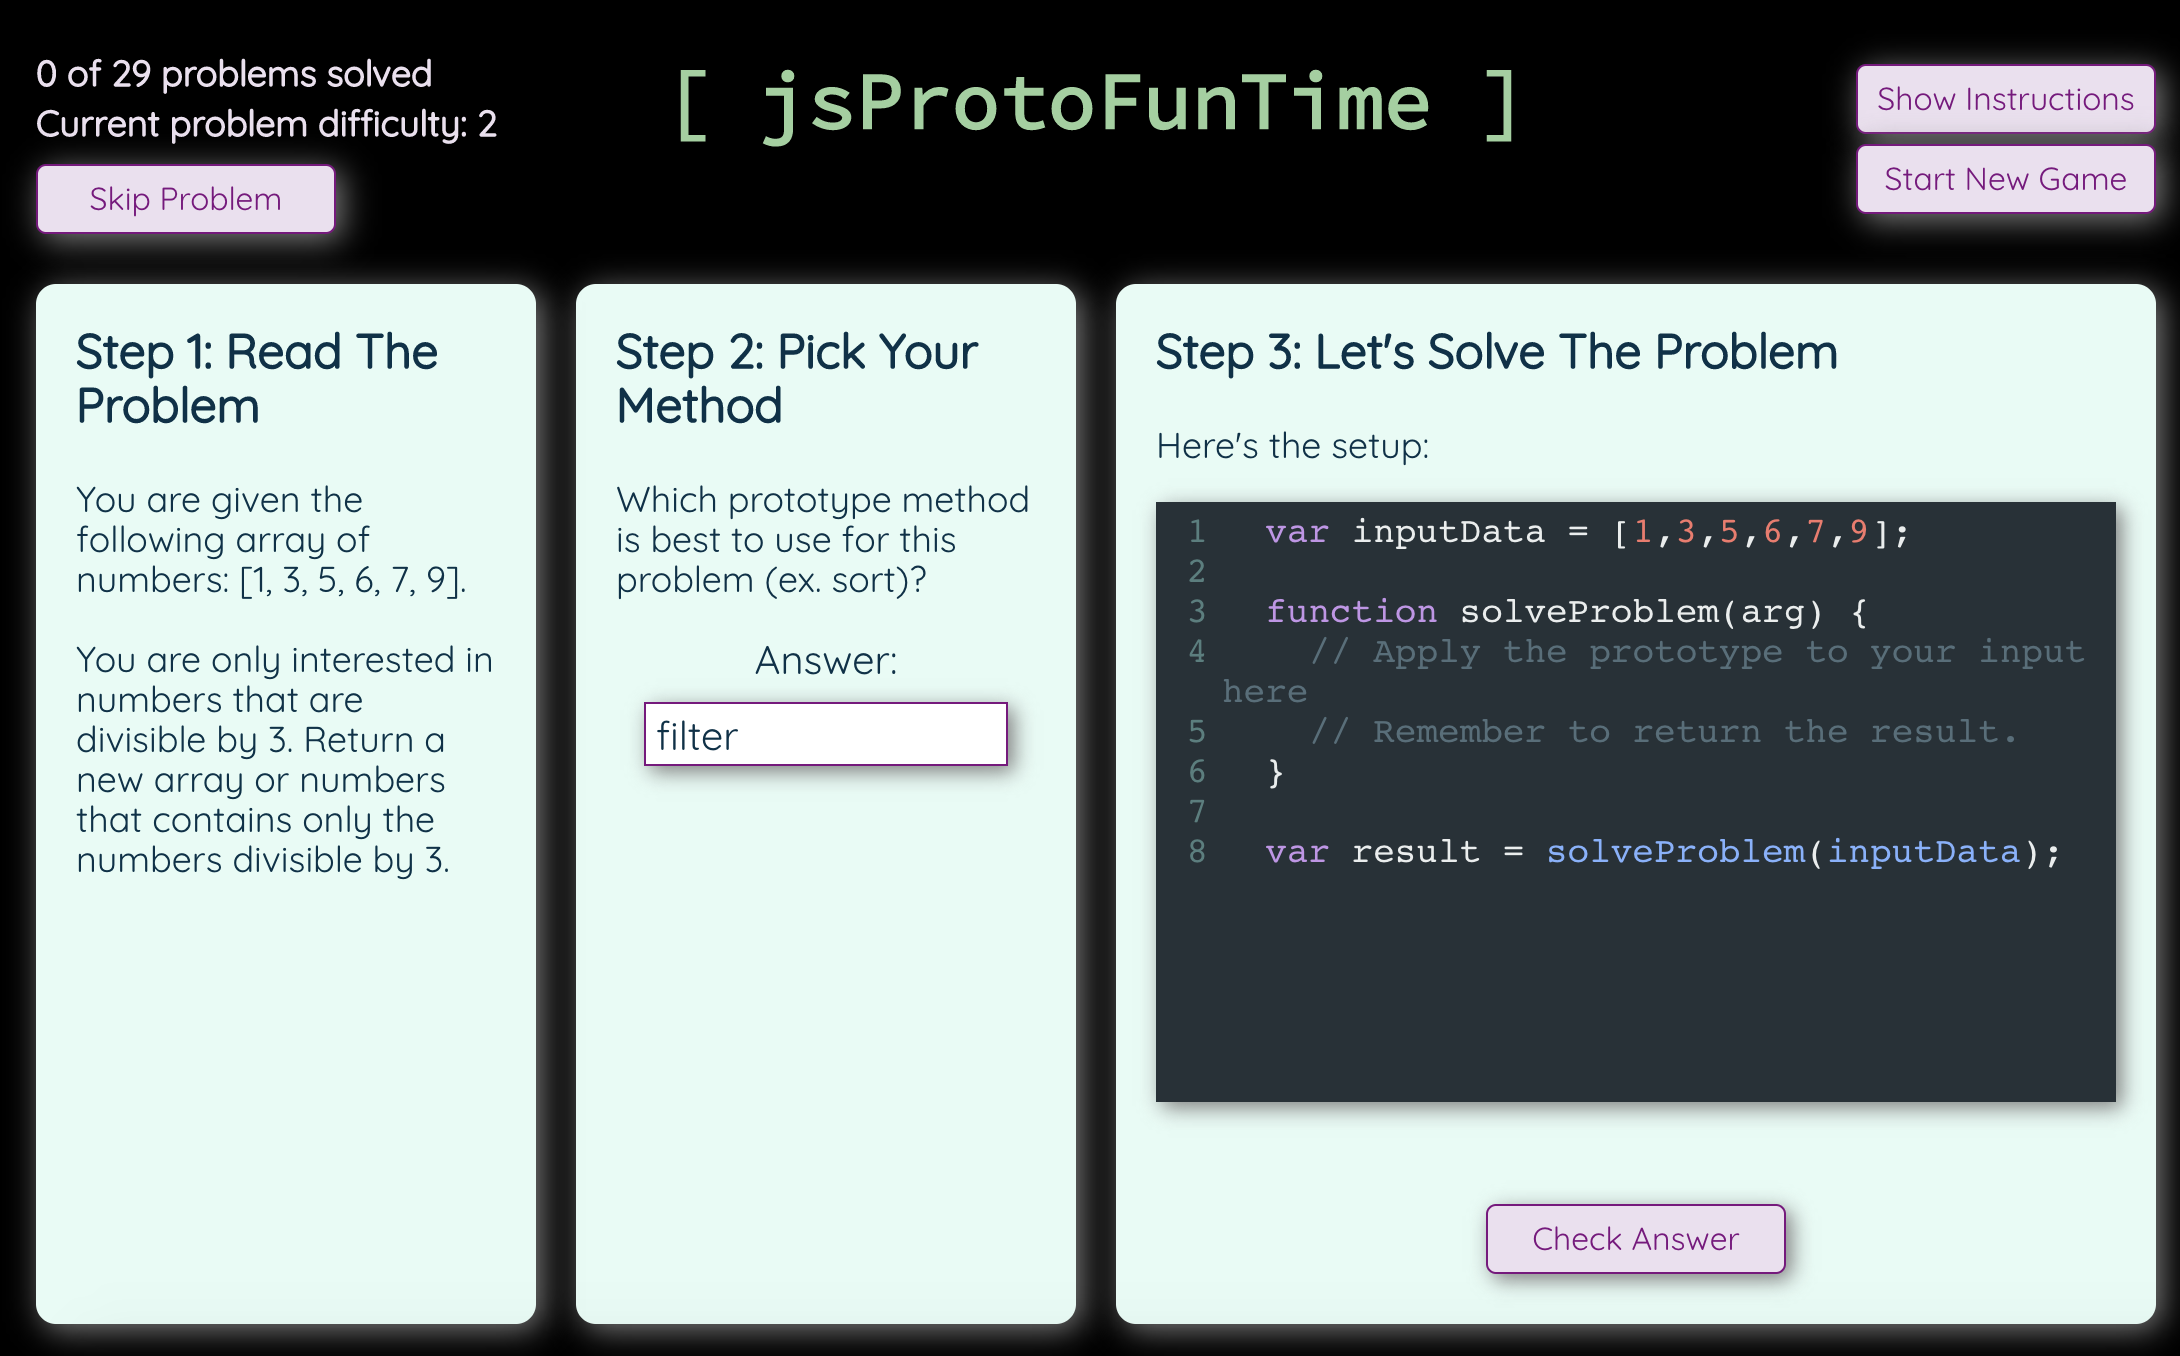 0 of 29 problems solved
Current problem difficulty: 2
Skip Problem
[ jsProtoFunTime ]
Show Instructions
Start New Game
Step 1: Read The
Problem
You are given the
following array of
numbers: [1, 3, 5, 6, 7, 9].
You are only interested in
numbers that are
divisible by 3. Return a
new array or numbers
that contains only the
numbers divisible by 3.
Step 2: Pick Your
Method
Which prototype method
is best to use for this
problem (ex. sort)?
Answer:
filter
Step 3: Let's Solve The Problem
Here's the setup:
1 var inputData = [1,3,5,6,7,9];
2
3 function solveProblem(arg) {
4 // Apply the prototype to your input
here
5 // Remember to return the result.
6 }
7
8 var result = solveProblem(inputData);
Check Answer